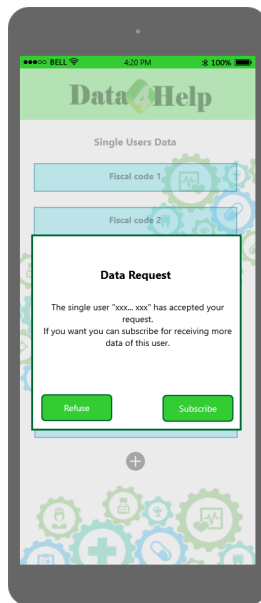 ●●●○○ BELL 4:20 PM 100%
Data4Help
Single Users Data
Fiscal code 1
Fiscal code 2
Data Request
The single user "xxx... xxx" has accepted your
request.
If you want you can subscribe for receiving more
data of this user.
Refuse Subscribe